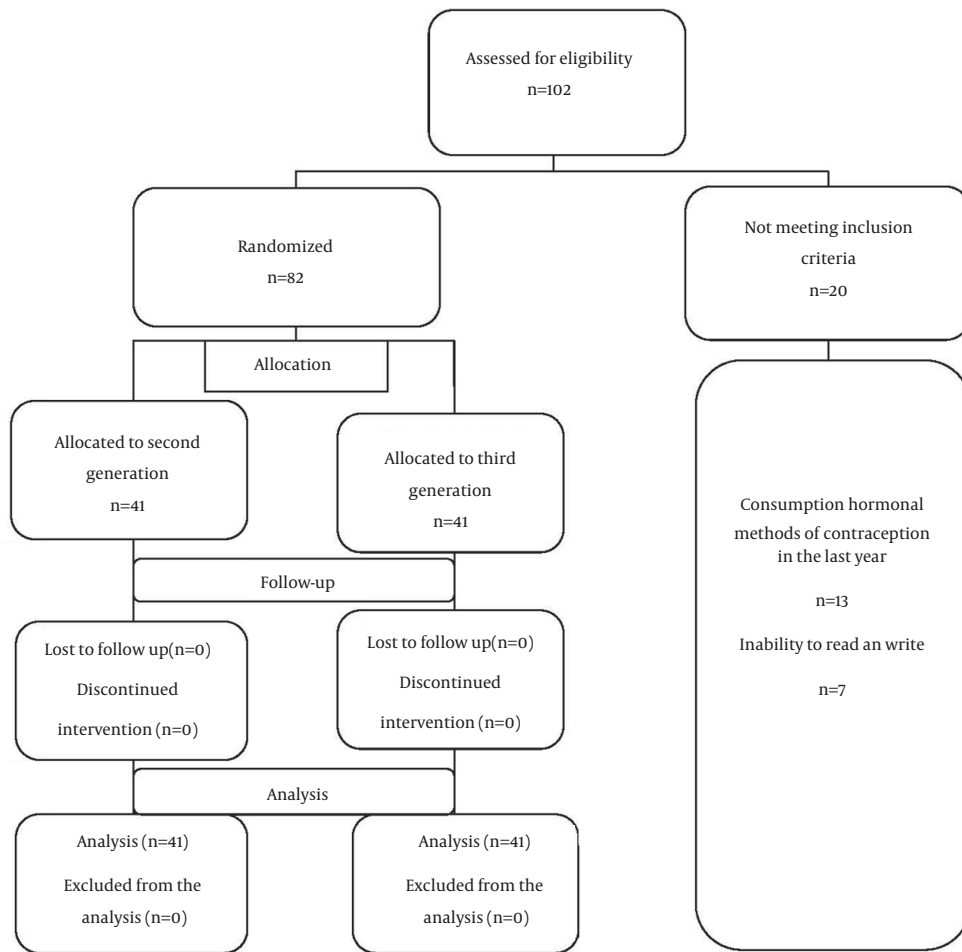 Assessed for eligibility
n=102
Randomized
n=82
Not meeting inclusion
criteria
n=20
Allocation
Allocated to second
generation
n=41
Allocated to third
generation
n=41
Consumption hormonal
methods of contraception
in the last year
n=13
Inability to read an write
n=7
Follow-up
Lost to follow up(n=0)
Discontinued
intervention (n=0)
Lost to follow up(n=0)
Discontinued
intervention (n=0)
Analysis
Analysis (n=41)
Excluded from the
analysis (n=0)
Analysis (n=41)
Excluded from the
analysis (n=0)